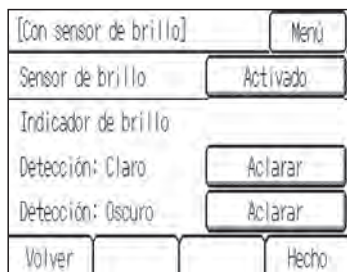 [Con sensor de brillo] Menú
Sensor de brillo Activado
Indicador de brillo
Detección: Claro Aclarar
Detección: Oscuro Aclarar
Volver Hecho